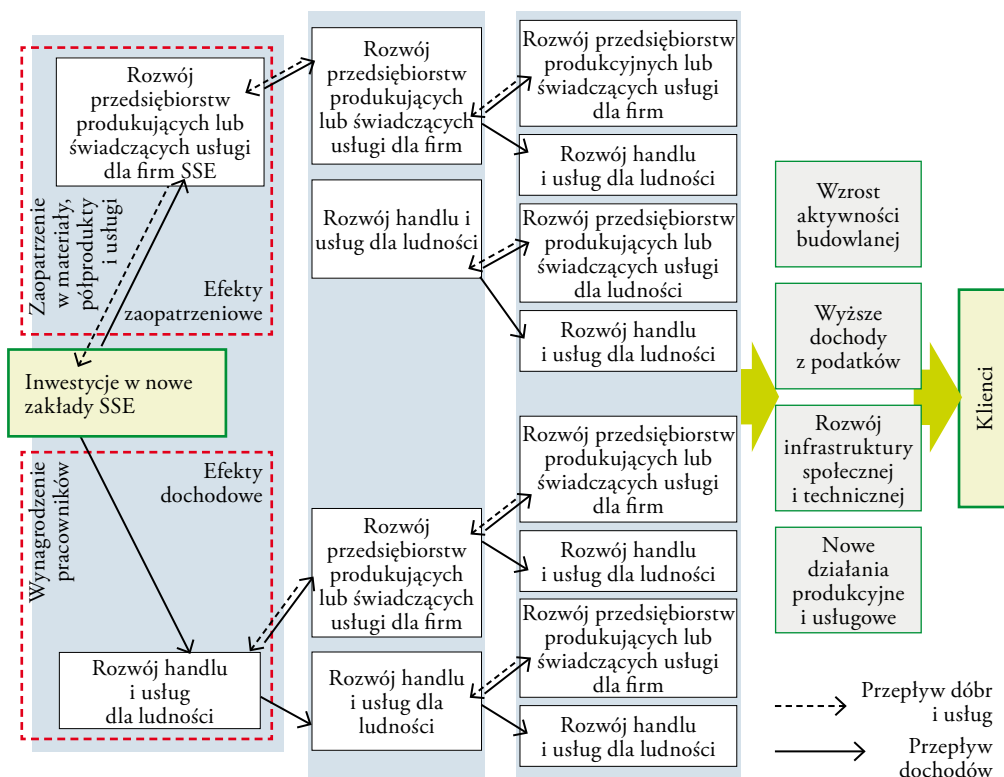 Rozwój
przedsiębiorstw
produkujących lub
świadczących usługi
dla firm SSE
Zaopatrzenie
w materiały,
półprodukty
i usługi
Efekty
zaopatrzeniowe
Inwestycje w nowe
zakłady SSE
Wynagrodzenie
pracowników
Efekty
dochodowe
Rozwój handlu
i usług
dla ludności
Rozwój
przedsiębiorstw
produkujących
lub świadczących
usługi dla firm
Rozwój handlu i
usług dla ludności
Rozwój
przedsiębiorstw
produkujących
lub świadczących
usługi dla firm
Rozwój handlu
i usług dla
ludności
Rozwój przedsiębiorstw
produkcyjnych lub
świadczących usługi
dla firm
Rozwój handlu
i usług dla ludności
Rozwój przedsiębiorstw
produkujących lub
świadczących usługi
dla ludności
Rozwój handlu
i usług dla ludności
Rozwój przedsiębiorstw
produkujących lub
świadczących usługi
dla firm
Rozwój handlu
i usług dla ludności
Rozwój przedsiębiorstw
produkujących lub
świadczących usługi
dla firm
Rozwój handlu
i usług dla ludności
Wzrost
aktywności
budowlanej
Wyższe
dochody
z podatków
Rozwój
infrastruktury
społecznej
i technicznej
Nowe
działania
produkcyjne
i usługowe
Klienci
Przepływ dóbr
i usług
Przepływ
dochodów